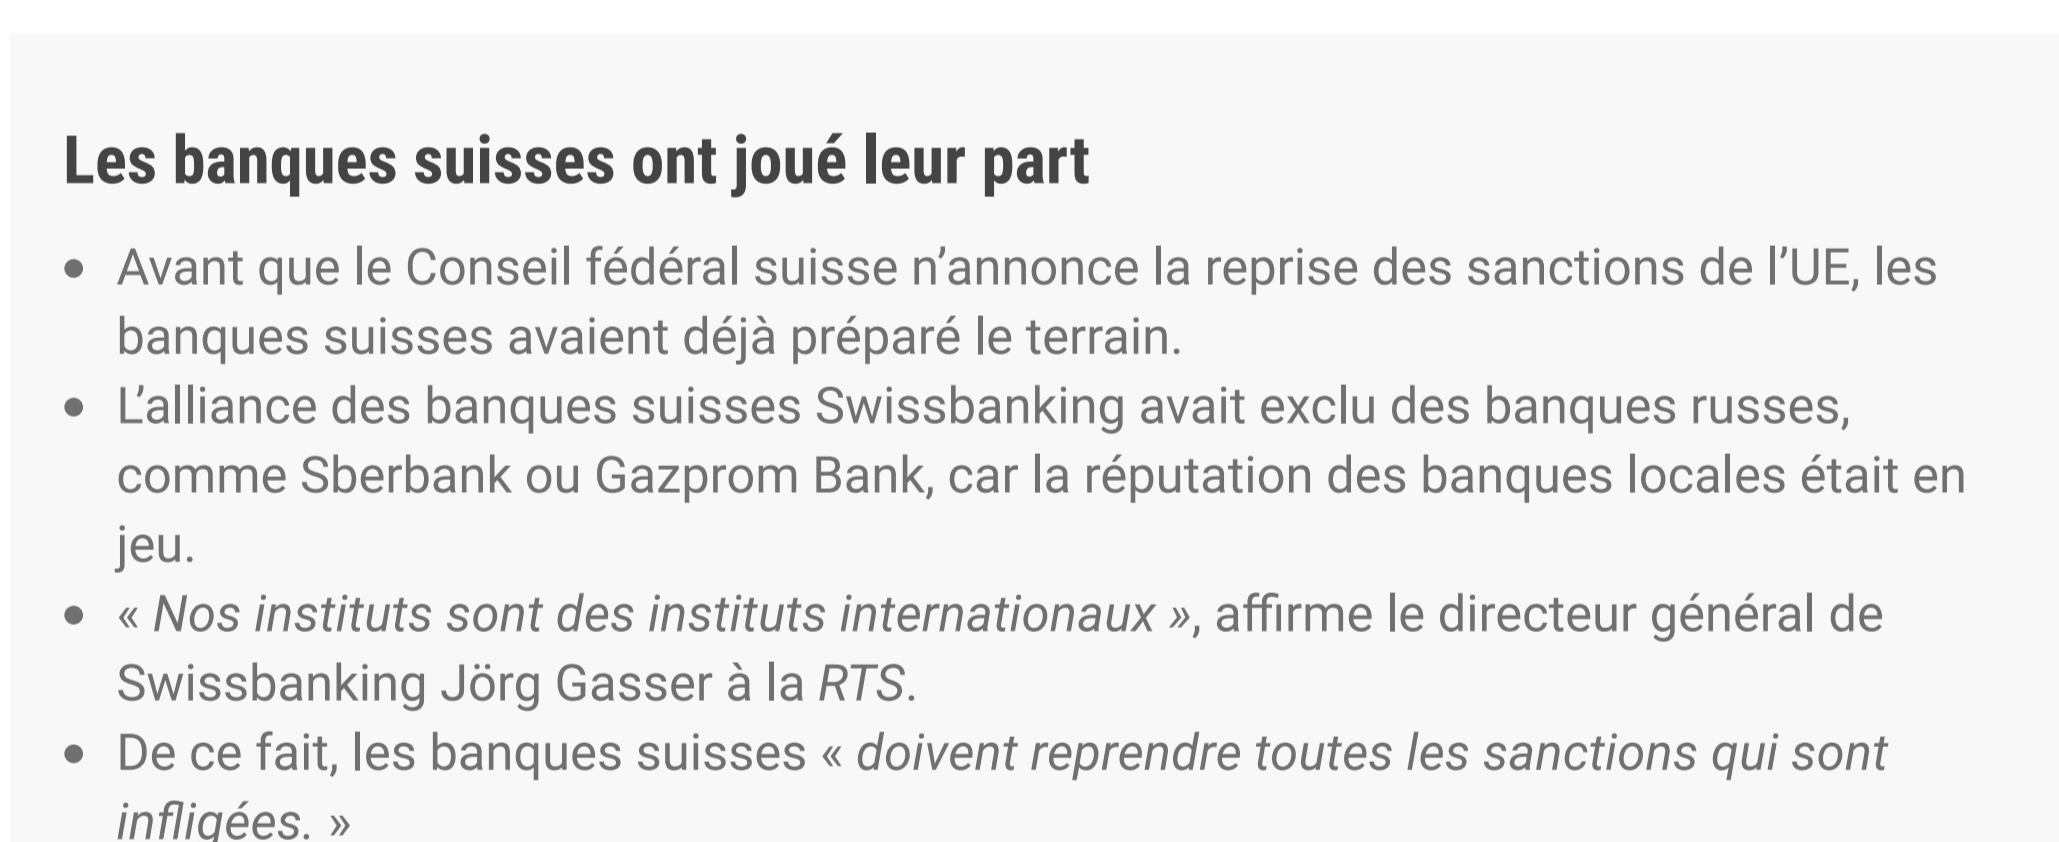 Les banques suisses ont joué leur part
• Avant que le Conseil fédéral suisse n’annonce la reprise des sanctions de l’UE, les
banques suisses avaient déjà préparé le terrain.
• L’alliance des banques suisses Swissbanking avait exclu des banques russes,
comme Sberbank ou Gazprom Bank, car la réputation des banques locales était en
jeu.
• « Nos instituts sont des instituts internationaux », affirme le directeur général de
Swissbanking Jörg Gasser à la RTS.
• De ce fait, les banques suisses « doivent reprendre toutes les sanctions qui sont
infligées. »